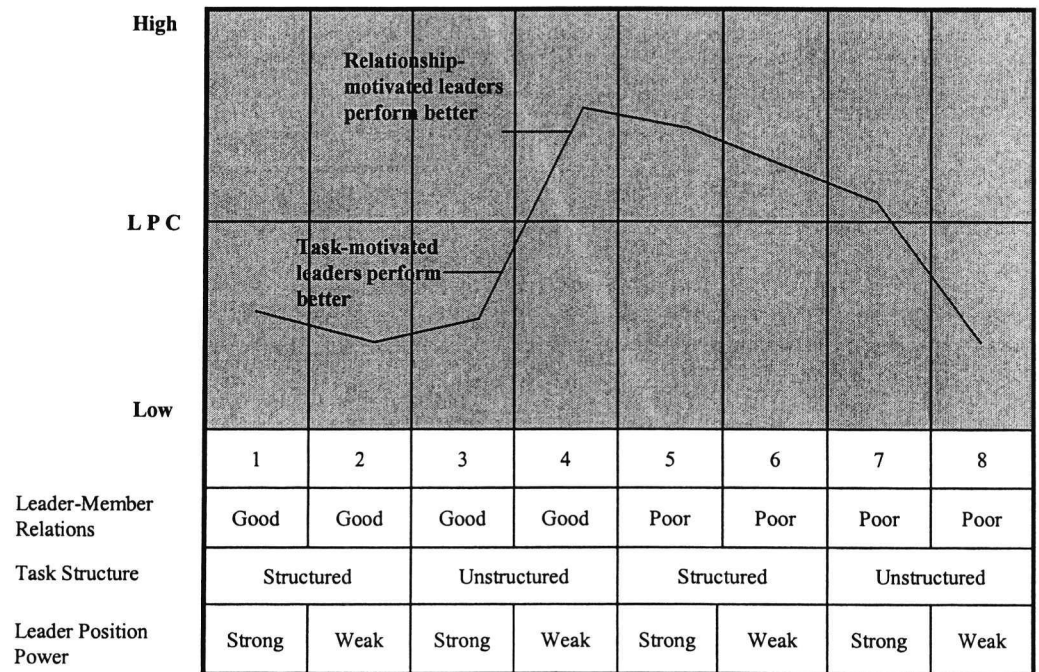 High
Relationship-
motivated leaders
perform better
L P C
Task-motivated
leaders perform
better
Low
1 2 3 4 5 6 7 8
Leader-Member
Relations
Good Good Good Good Poor Poor Poor Poor
Task Structure
Structured Unstructured Structured Unstructured
Leader Position
Power
Strong Weak Strong Weak Strong Weak Strong Weak